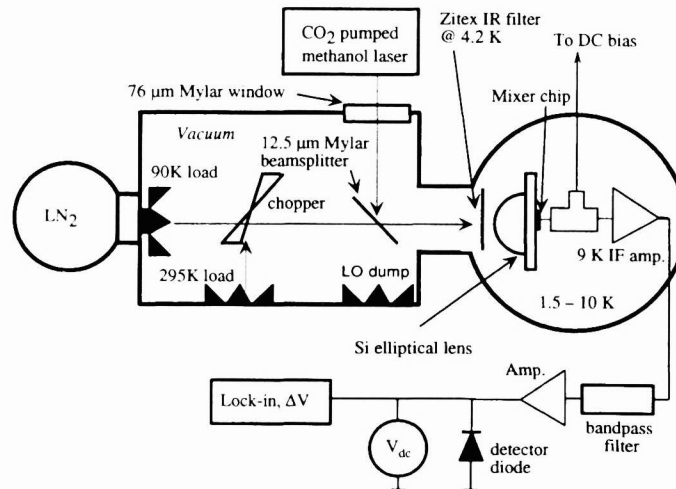 CO2 pumped
methanol laser
Zitex IR filter
@ 4.2 K
To DC bias
76 µm Mylar window
Mixer chip
Vacuum
12.5 µm Mylar
beamsplitter
90K load
chopper
LN2
9 K IF amp.
295K load
LO dump
1.5 – 10 K
Si elliptical lens
Amp.
Lock-in, ΔV
bandpass
filter
Vdc
detector
diode